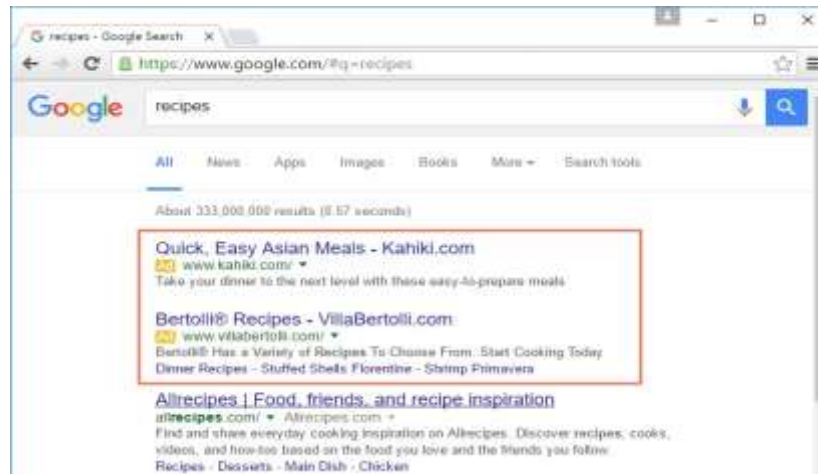 recipes - Google Search
https://www.google.com/#q=recipes
Google recipes
All News Apps Images Books More Search tools
About 333,000,000 results (0.57 seconds)
Quick, Easy Asian Meals - Kahiki.com
Ad www.kahiki.com/
Take your dinner to the next level with these easy-to-prepare meals
Bertolli® Recipes - VillaBertolli.com
Ad www.villabertolli.com/
Bertolli® Has a Variety of Recipes To Choose From. Start Cooking Today
Dinner Recipes - Stuffed Shells Florentine - Shrimp Primavera
Allrecipes | Food, friends, and recipe inspiration
allrecipes.com/ Allrecipes.com
Find and share everyday cooking inspiration on Allrecipes. Discover recipes, cooks,
videos, and how-tos based on the food you love and the friends you follow.
Recipes - Desserts - Main Dish - Chicken